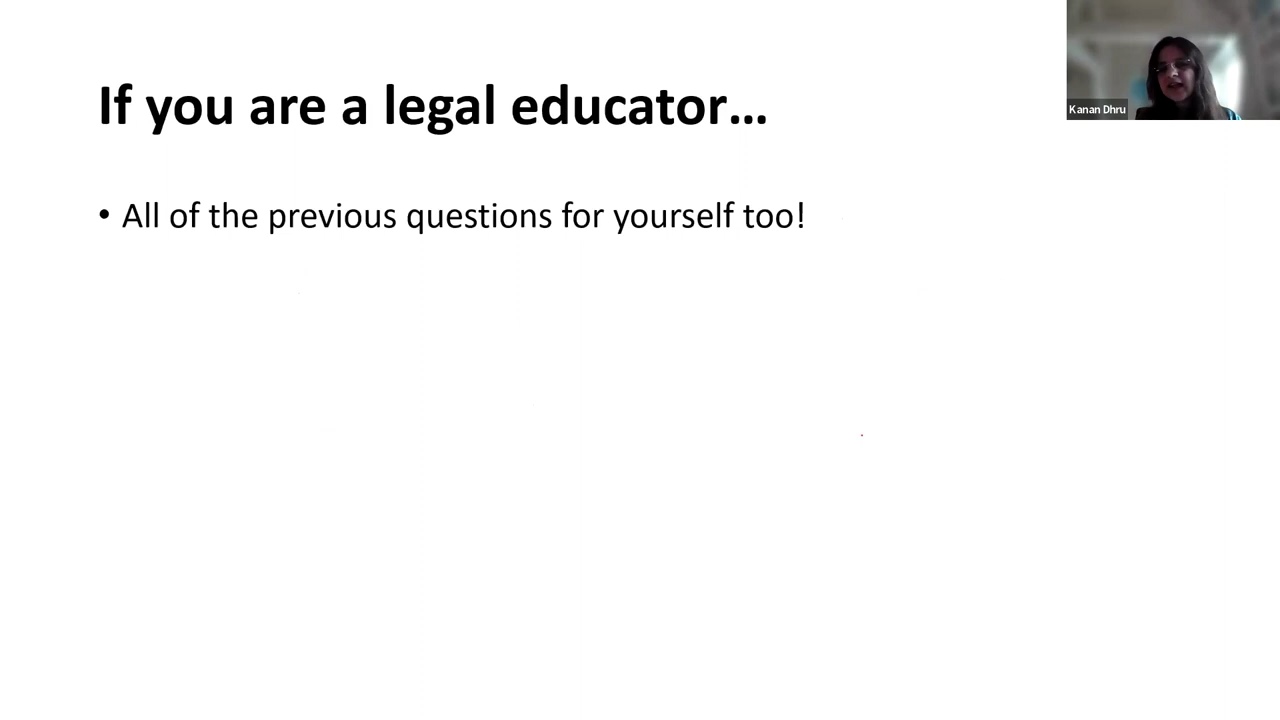 If you are a legal educator...
• All of the previous questions for yourself too!
Kanan Dhru